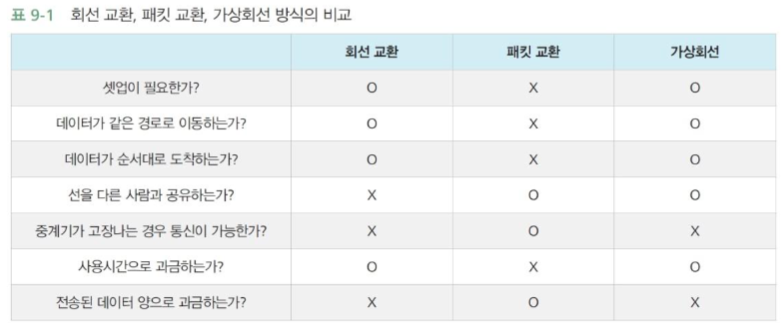 표 9-1 회선 교환, 패킷 교환, 가상회선 방식의 비교
회선 교환 패킷 교환 가상회선
셋업이 필요한가? O X O
데이터가 같은 경로로 이동하는가? O X O
데이터가 순서대로 도착하는가? O X O
선을 다른 사람과 공유하는가? X O O
중계기가 고장나는 경우 통신이 가능한가? X O X
사용시간으로 과금하는가? O X O
전송된 데이터 양으로 과금하는가? X O X